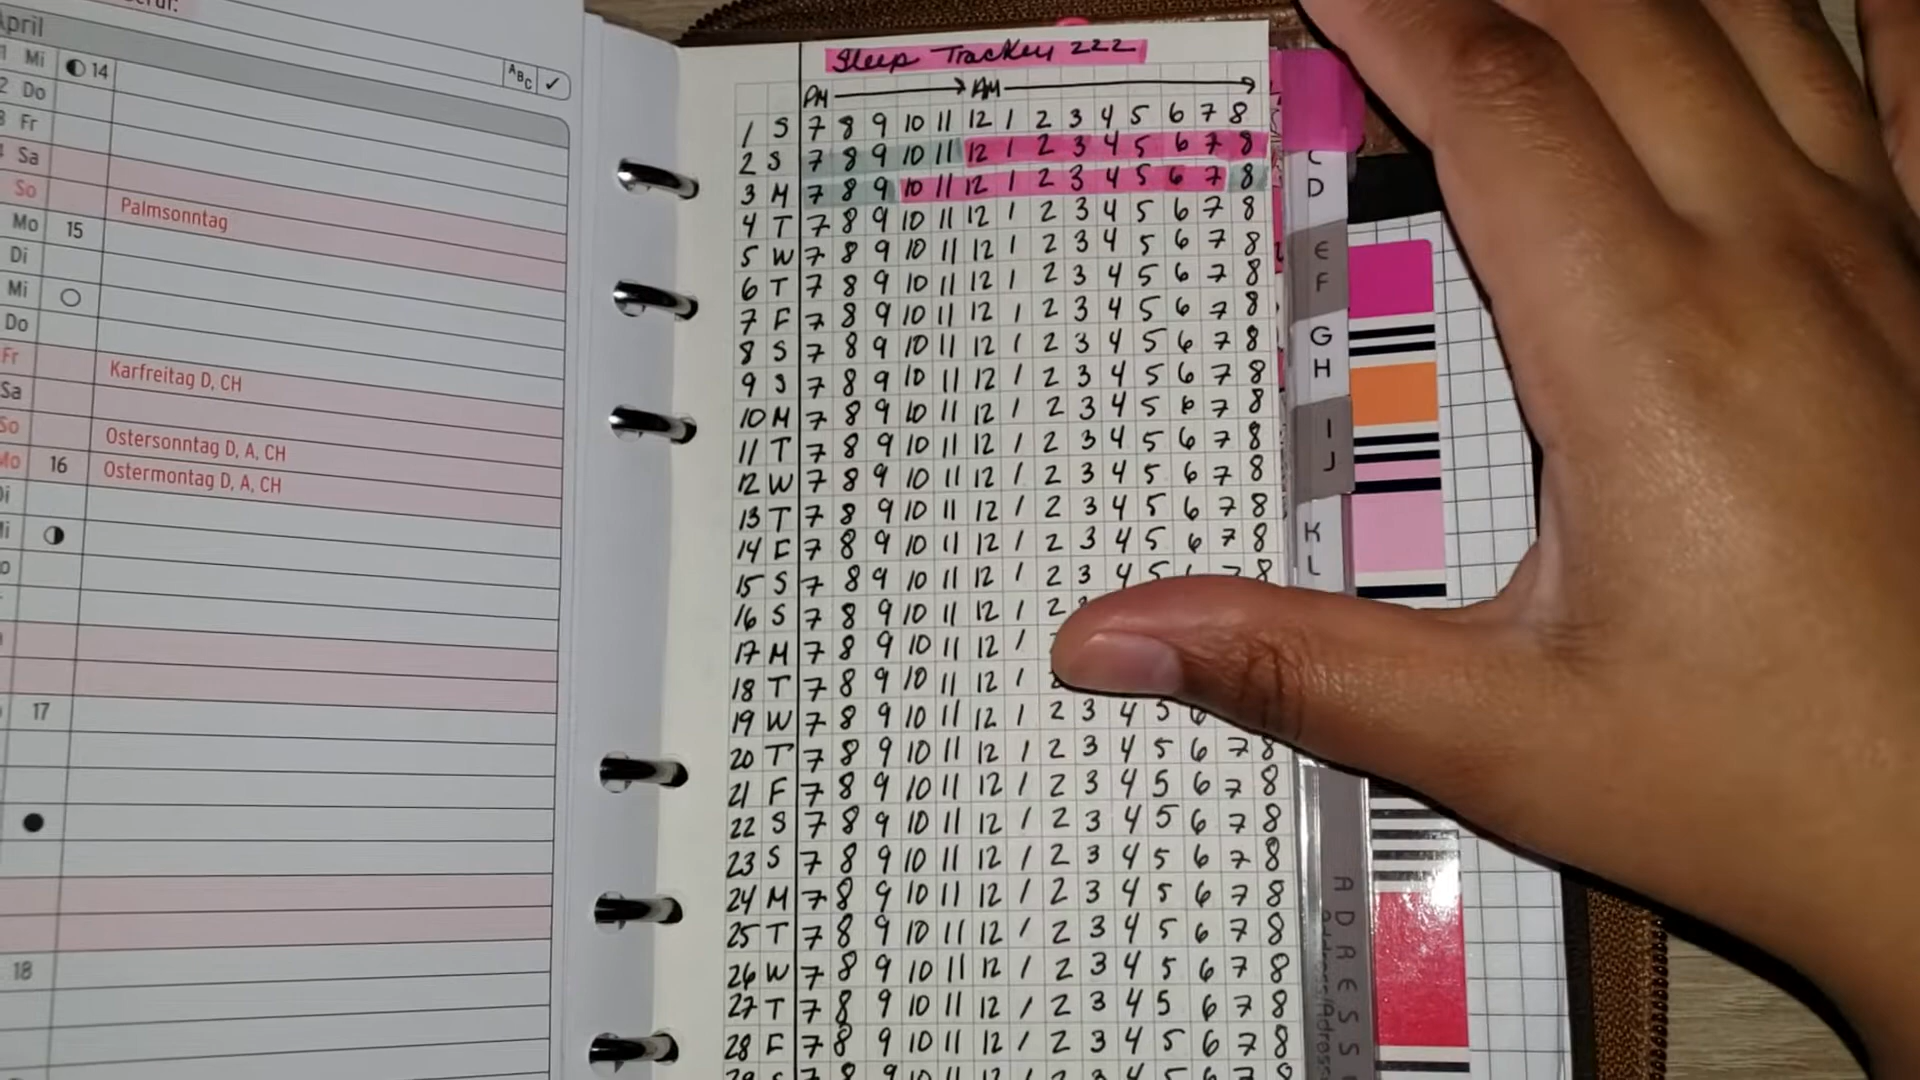 April
1 Mi 14
ABC ✓
2 Do
3 Fr
4 Sa
So Palmsonntag
Mo 15
Di
Mi
Do
Fr Karfreitag D, CH
Sa
So Ostersonntag D, A, CH
Mo 16 Ostermontag D, A, CH
Di
Mi
17
18
Sleep Tracker 222
PM → AM →
1 S 7 8 9 10 11 12 1 2 3 4 5 6 7 8
2 S 7 8 9 10 11 12 1 2 3 4 5 6 7 8
3 M 7 8 9 10 11 12 1 2 3 4 5 6 7 8
4 T 7 8 9 10 11 12 1 2 3 4 5 6 7 8
5 W 7 8 9 10 11 12 1 2 3 4 5 6 7 8
6 T 7 8 9 10 11 12 1 2 3 4 5 6 7 8
7 F 7 8 9 10 11 12 1 2 3 4 5 6 7 8
8 S 7 8 9 10 11 12 1 2 3 4 5 6 7 8
9 S 7 8 9 10 11 12 1 2 3 4 5 6 7 8
10 M 7 8 9 10 11 12 1 2 3 4 5 6 7 8
11 T 7 8 9 10 11 12 1 2 3 4 5 6 7 8
12 W 7 8 9 10 11 12 1 2 3 4 5 6 7 8
13 T 7 8 9 10 11 12 1 2 3 4 5 6 7 8
14 F 7 8 9 10 11 12 1 2 3 4 5 6 7 8
15 S 7 8 9 10 11 12 1 2 3 4 5 6 7 8
16 S 7 8 9 10 11 12 1 2
17 M 7 8 9 10 11 12 1
18 T 7 8 9 10 11 12 1 2
19 W 7 8 9 10 11 12 1 2 3 4 5 6
20 T 7 8 9 10 11 12 1 2 3 4 5 6 7 8
21 F 7 8 9 10 11 12 1 2 3 4 5 6 7 8
22 S 7 8 9 10 11 12 1 2 3 4 5 6 7 8
23 S 7 8 9 10 11 12 1 2 3 4 5 6 7 8
24 M 7 8 9 10 11 12 1 2 3 4 5 6 7 8
25 T 7 8 9 10 11 12 1 2 3 4 5 6 7 8
26 W 7 8 9 10 11 12 1 2 3 4 5 6 7 8
27 T 7 8 9 10 11 12 1 2 3 4 5 6 7 8
28 F 7 8 9 10 11 12 1 2 3 4 5 6 7 8
C
D
E
F
G
H
I
J
K
L
ADRESS